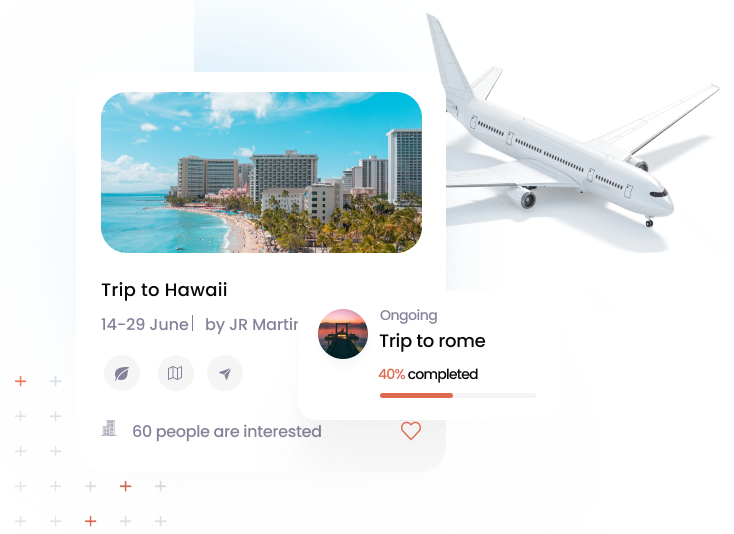 Trip to Hawaii
14-29 June| by JR Martin
Ongoing
Trip to rome
40% completed
60 people are interested